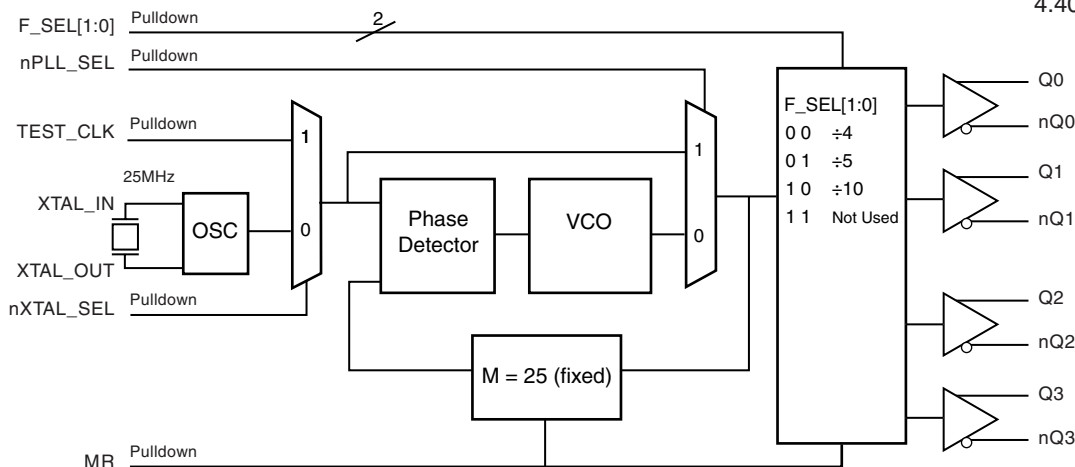 4.40
F_SEL[1:0] Pulldown
2
nPLL_SEL Pulldown
TEST_CLK Pulldown
25MHz
XTAL_IN
OSC
XTAL_OUT
nXTAL_SEL Pulldown
1
0
Phase
Detector
VCO
1
0
M = 25 (fixed)
MR Pulldown
F_SEL[1:0]
0 0 ÷4
0 1 ÷5
1 0 ÷10
1 1 Not Used
Q0
nQ0
Q1
nQ1
Q2
nQ2
Q3
nQ3